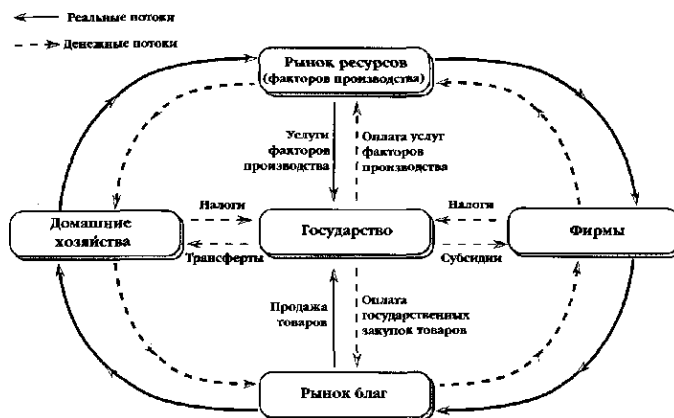 Реальные потоки
Денежные потоки
Рынок ресурсов
(факторов производства)
Услуги
факторов
производства
Оплата услуг
факторов
производства
Налоги
Налоги
Домашние
хозяйства
Государство
Фирмы
Трансферты
Субсидии
Продажа
товаров
Оплата
государственных
закупок товаров
Рынок благ